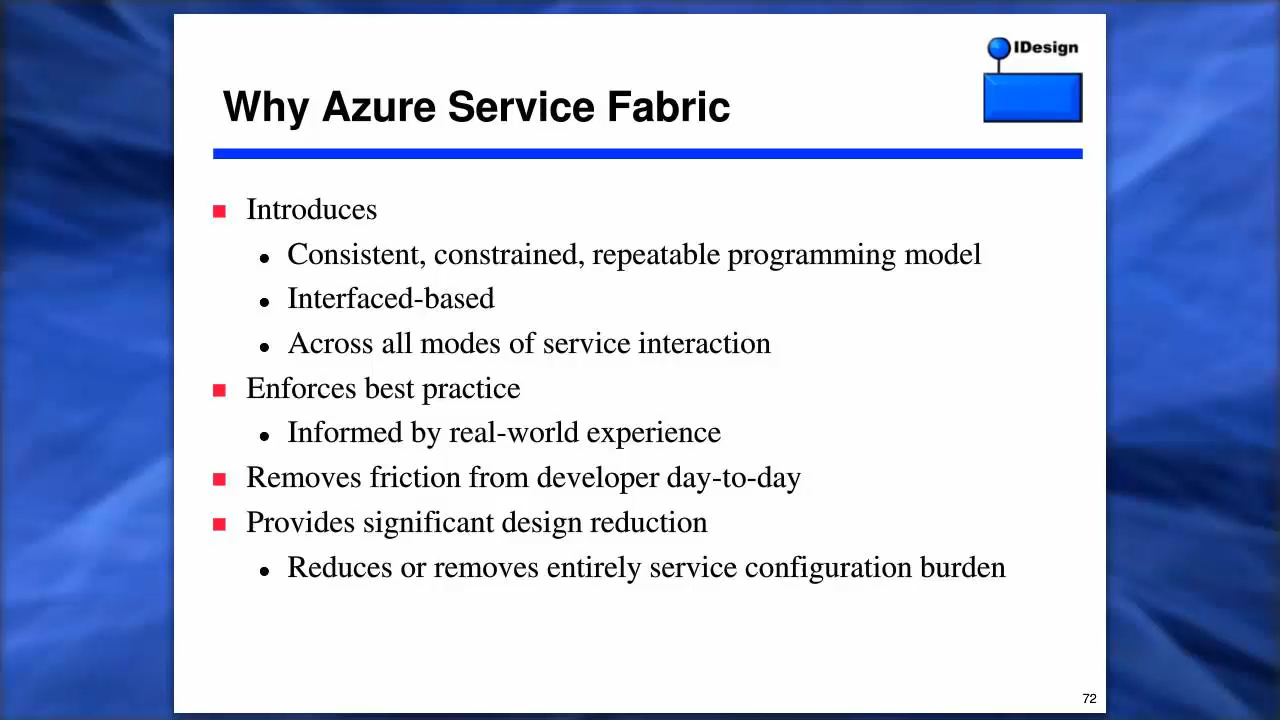 IDesign
Why Azure Service Fabric
Introduces
Consistent, constrained, repeatable programming model
Interfaced-based
Across all modes of service interaction
Enforces best practice
Informed by real-world experience
Removes friction from developer day-to-day
Provides significant design reduction
Reduces or removes entirely service configuration burden
72